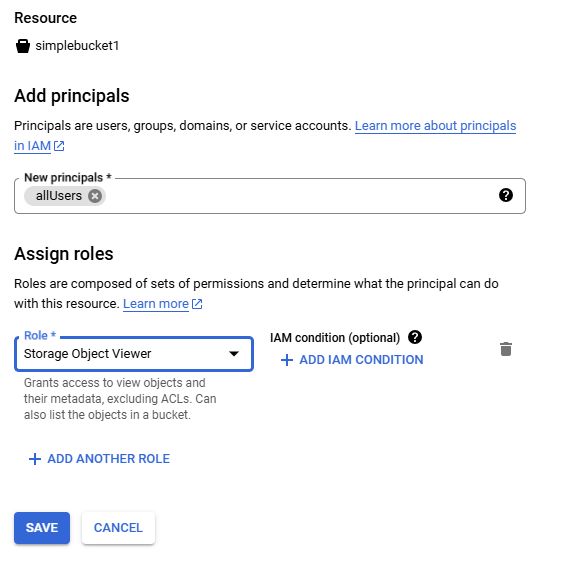 Resource
simplebucket1
Add principals
Principals are users, groups, domains, or service accounts. Learn more about principals
in IAM
New principals *
allUsers
Assign roles
Roles are composed of sets of permissions and determine what the principal can do
with this resource. Learn more
Role *
Storage Object Viewer
IAM condition (optional)
+ ADD IAM CONDITION
Grants access to view objects and
their metadata, excluding ACLs. Can
also list the objects in a bucket.
+ ADD ANOTHER ROLE
SAVE
CANCEL